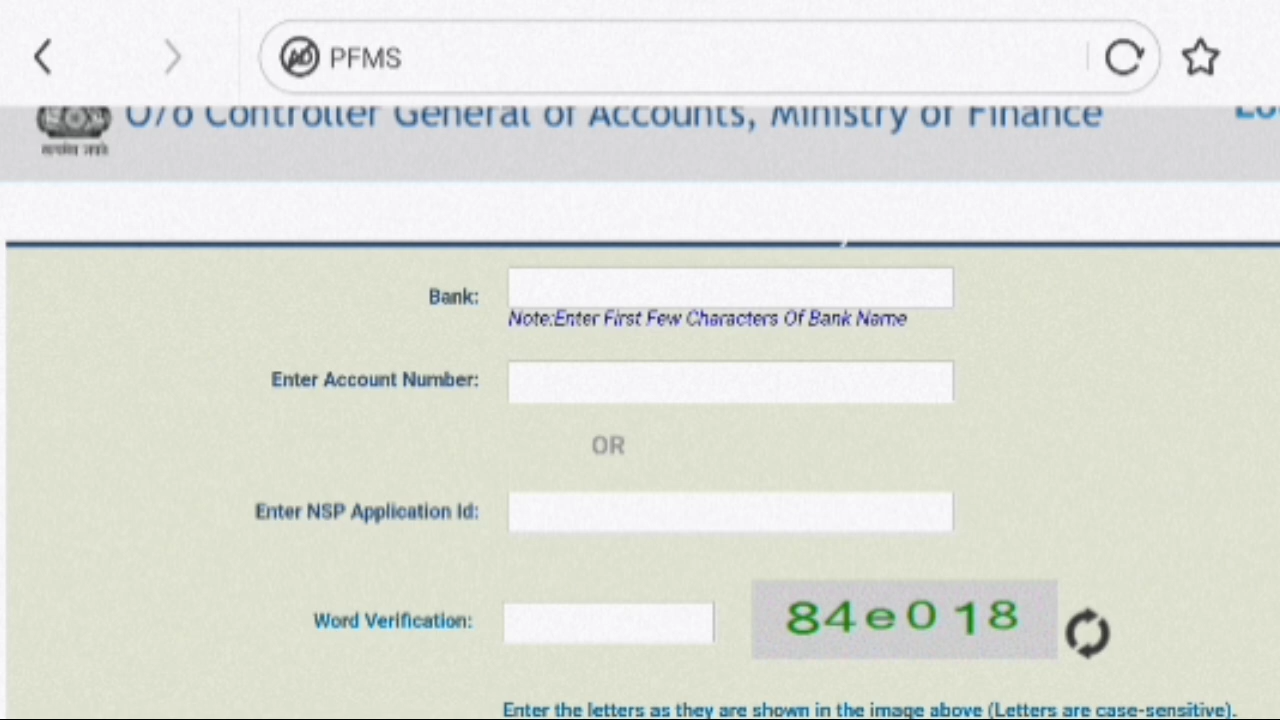 PFMS
O/o Controller General of Accounts, Ministry of Finance
Bank:
Note:Enter First Few Characters Of Bank Name
Enter Account Number:
OR
Enter NSP Application Id:
Word Verification:
84e018
Enter the letters as they are shown in the image above (Letters are case-sensitive).